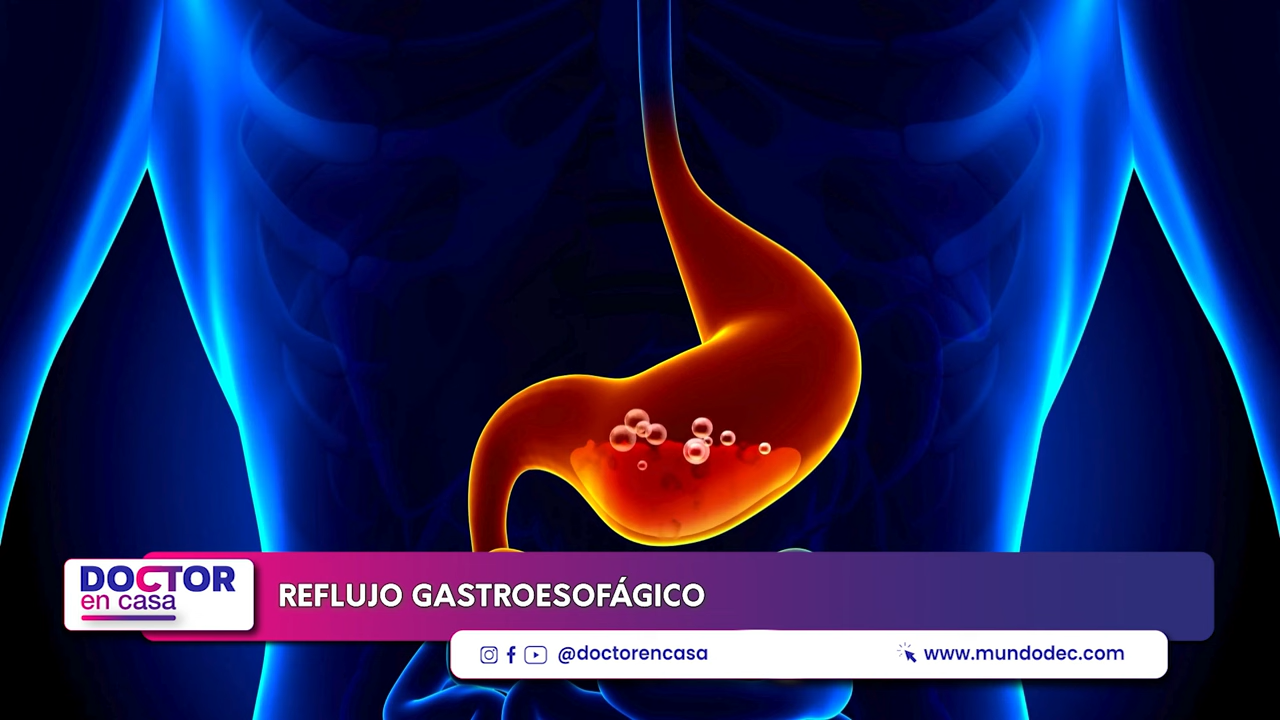 DOCTOR
en casa
REFLUJO GASTROESOFÁGICO
@doctorencasa
www.mundodec.com